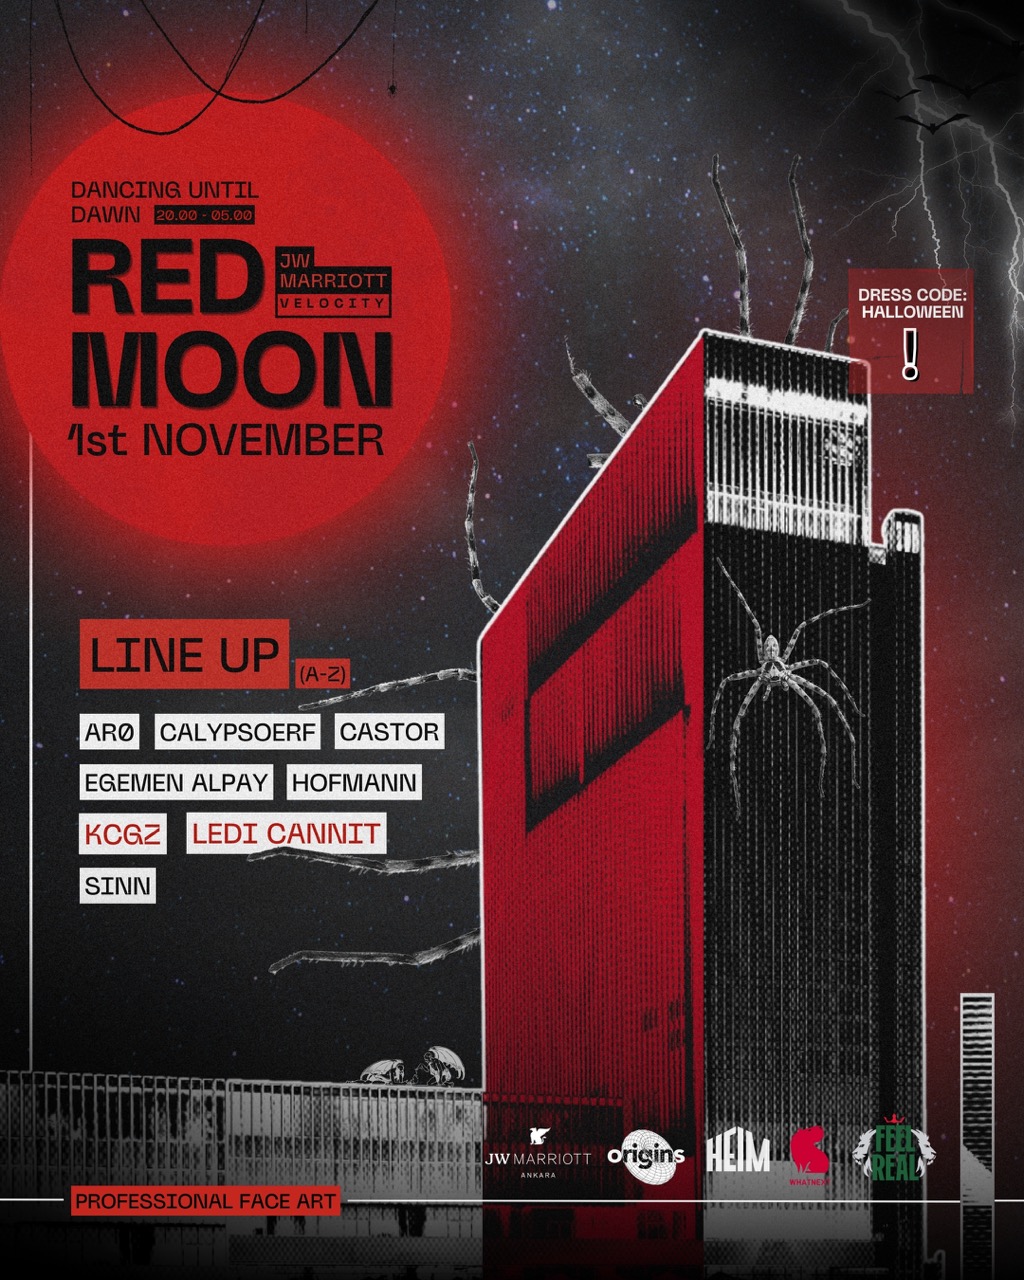 DANCING UNTIL
DAWN 20.00 - 05.00
RED
JW
MARRIOTT
VELOCITY
MOON
1st NOVEMBER
DRESS CODE:
HALLOWEEN
!
LINE UP (A-Z)
ARØ CALYPSOERF CASTOR
EGEMEN ALPAY HOFMANN
KCGZ LEDI CANNIT
SINN
JW MARRIOTT
ANKARA
origins
HEIM
WHATNEXT
FEEL
REAL
PROFESSIONAL FACE ART